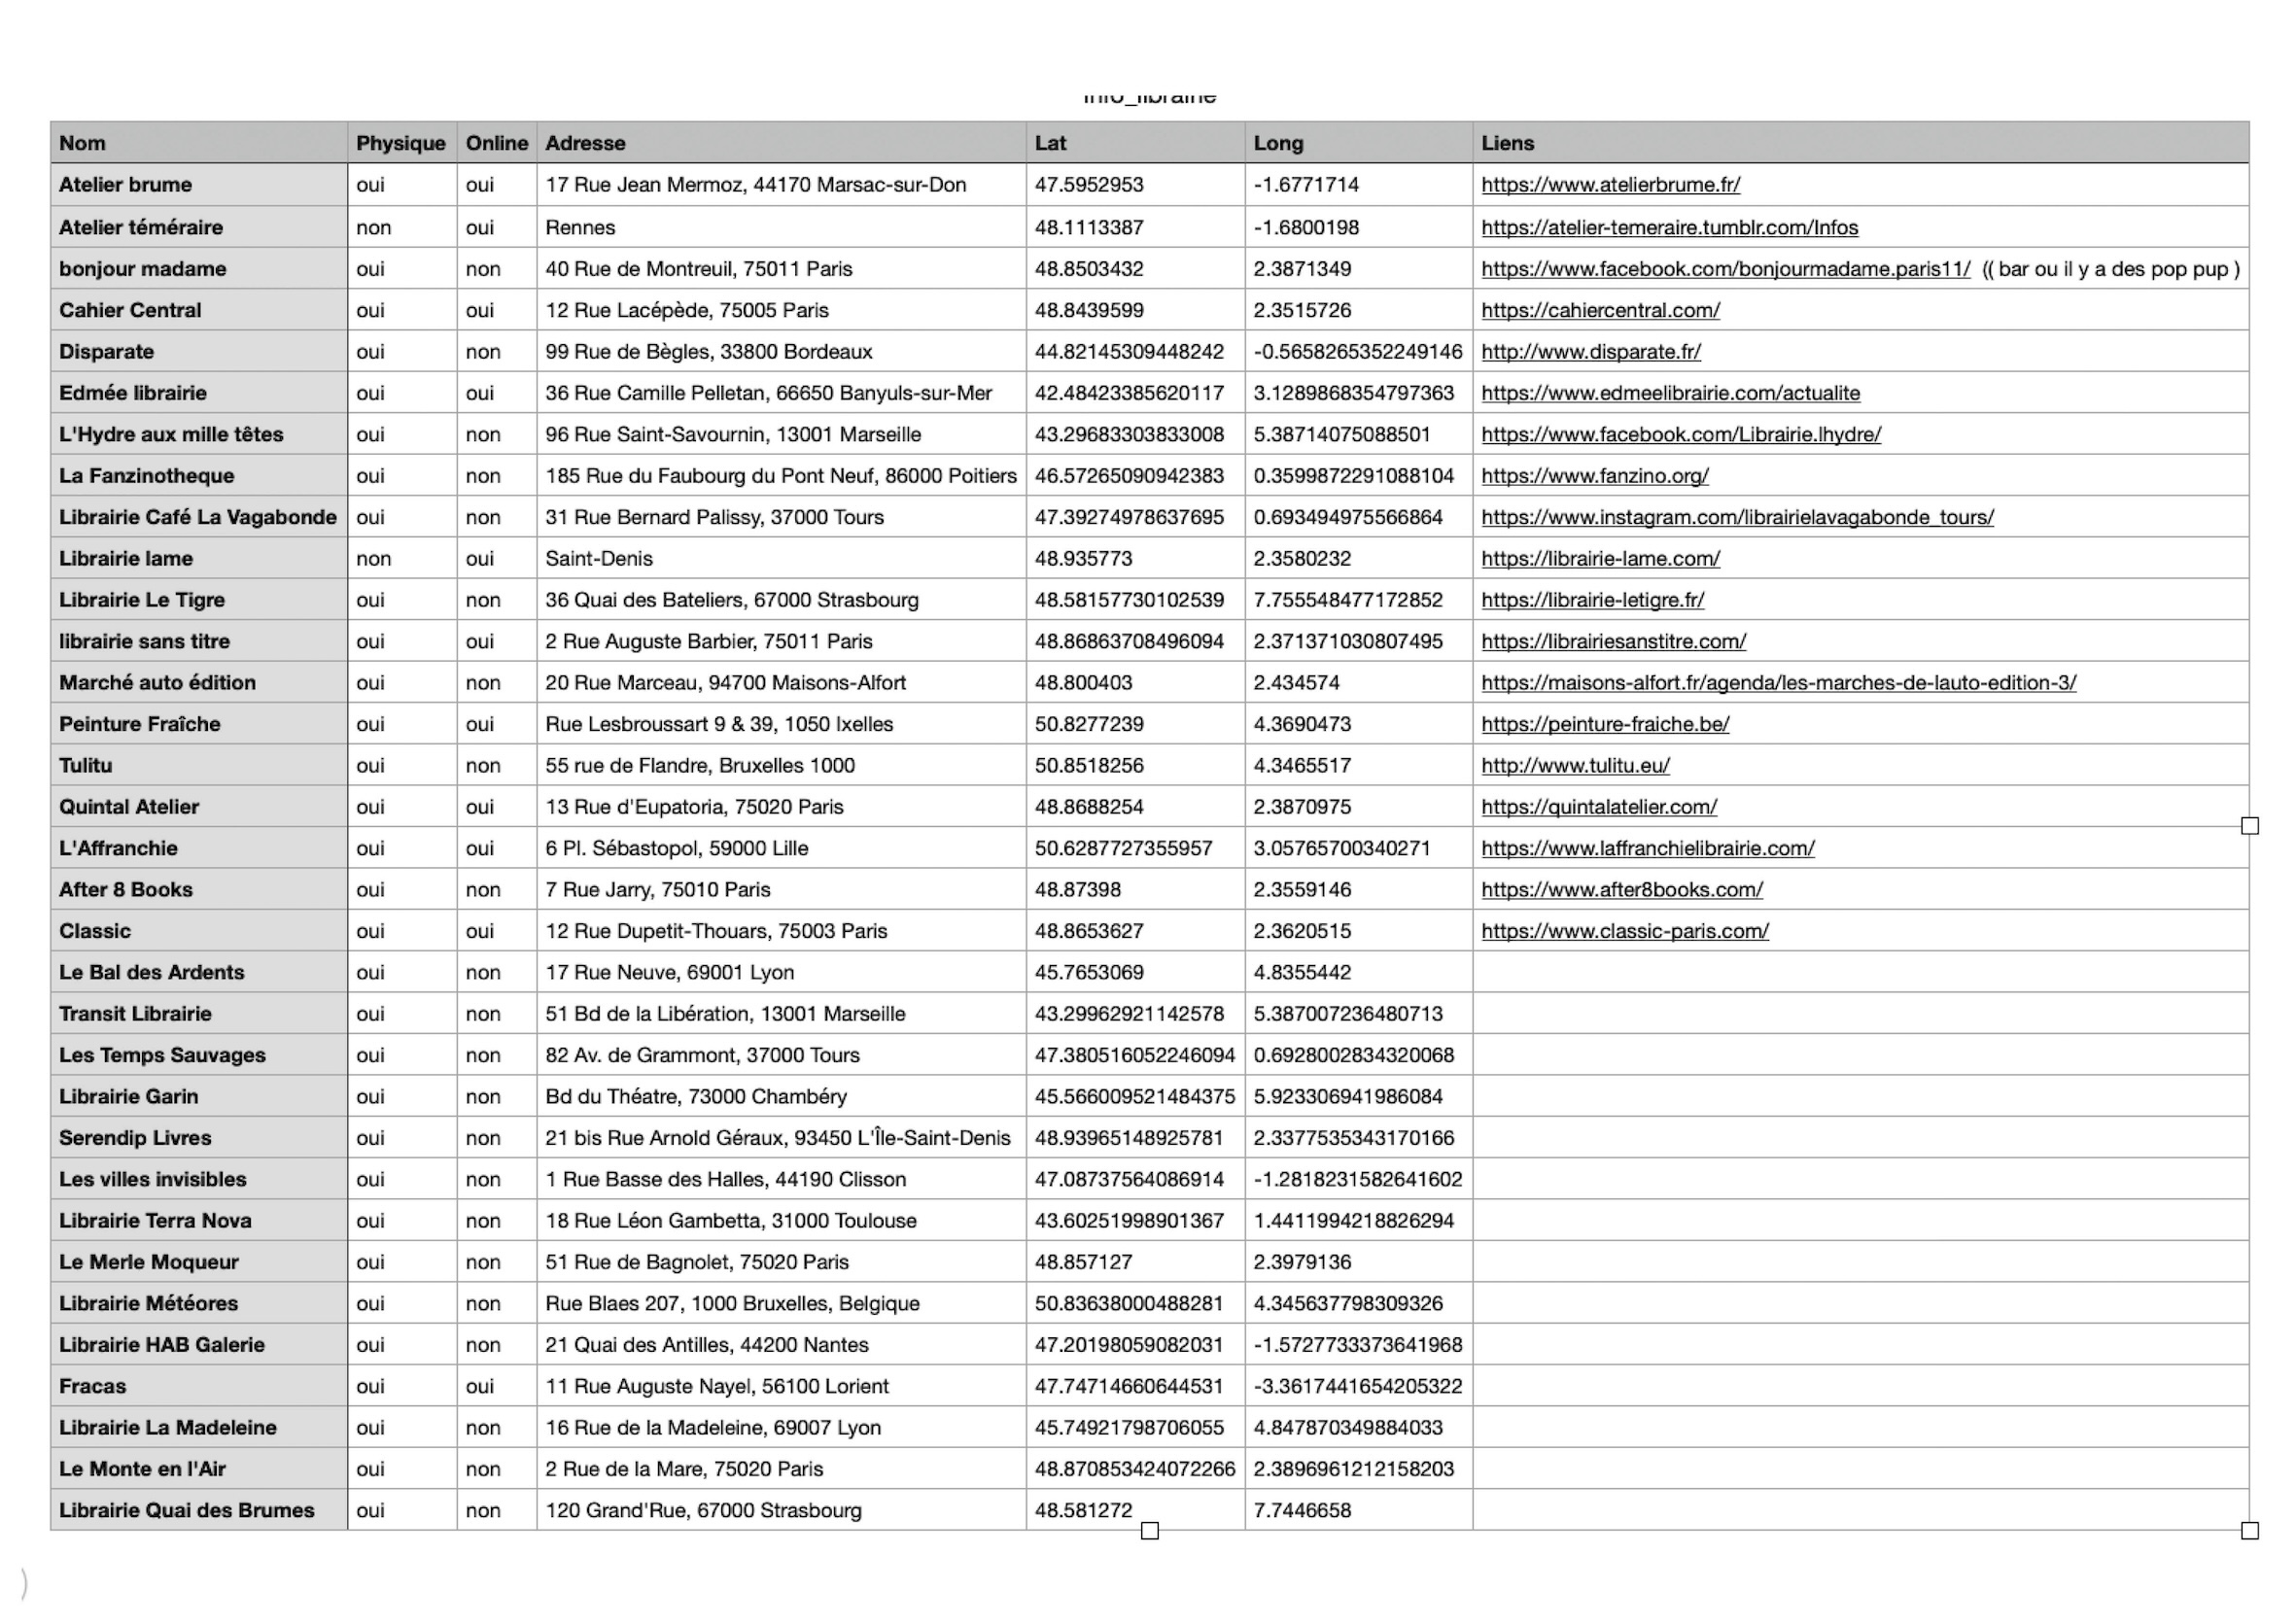 info_librairie
Nom Physique Online Adresse Lat Long Liens
Atelier brume oui oui 17 Rue Jean Mermoz, 44170 Marsac-sur-Don 47.5952953 -1.6771714 https://www.atelierbrume.fr/
Atelier téméraire non oui Rennes 48.1113387 -1.6800198 https://atelier-temeraire.tumblr.com/Infos
bonjour madame oui non 40 Rue de Montreuil, 75011 Paris 48.8503432 2.3871349 https://www.facebook.com/bonjourmadame.paris11/ (( bar ou il y a des pop pup )
Cahier Central oui oui 12 Rue Lacépède, 75005 Paris 48.8439599 2.3515726 https://cahiercentral.com/
Disparate oui non 99 Rue de Bègles, 33800 Bordeaux 44.82145309448242 -0.5658265352249146 http://www.disparate.fr/
Edmée librairie oui oui 36 Rue Camille Pelletan, 66650 Banyuls-sur-Mer 42.48423385620117 3.1289868354797363 https://www.edmeelibrairie.com/actualite
L'Hydre aux mille têtes oui non 96 Rue Saint-Savournin, 13001 Marseille 43.29683303833008 5.38714075088501 https://www.facebook.com/Librairie.lhydre/
La Fanzinotheque oui non 185 Rue du Faubourg du Pont Neuf, 86000 Poitiers 46.57265090942383 0.3599872291088104 https://www.fanzino.org/
Librairie Café La Vagabonde oui non 31 Rue Bernard Palissy, 37000 Tours 47.39274978637695 0.693494975566864 https://www.instagram.com/librairielavagabonde_tours/
Librairie lame non oui Saint-Denis 48.935773 2.3580232 https://librairie-lame.com/
Librairie Le Tigre oui non 36 Quai des Bateliers, 67000 Strasbourg 48.58157730102539 7.755548477172852 https://librairie-letigre.fr/
librairie sans titre oui oui 2 Rue Auguste Barbier, 75011 Paris 48.86863708496094 2.371371030807495 https://librairiesanstitre.com/
Marché auto édition oui non 20 Rue Marceau, 94700 Maisons-Alfort 48.800403 2.434574 https://maisons-alfort.fr/agenda/les-marches-de-lauto-edition-3/
Peinture Fraîche oui oui Rue Lesbroussart 9 & 39, 1050 Ixelles 50.8277239 4.3690473 https://peinture-fraiche.be/
Tulitu oui non 55 rue de Flandre, Bruxelles 1000 50.8518256 4.3465517 http://www.tulitu.eu/
Quintal Atelier oui oui 13 Rue d'Eupatoria, 75020 Paris 48.8688254 2.3870975 https://quintalatelier.com/
L'Affranchie oui oui 6 Pl. Sébastopol, 59000 Lille 50.6287727355957 3.05765700340271 https://www.laffranchielibrairie.com/
After 8 Books oui non 7 Rue Jarry, 75010 Paris 48.87398 2.3559146 https://www.after8books.com/
Classic oui oui 12 Rue Dupetit-Thouars, 75003 Paris 48.8653627 2.3620515 https://www.classic-paris.com/
Le Bal des Ardents oui non 17 Rue Neuve, 69001 Lyon 45.7653069 4.8355442
Transit Librairie oui non 51 Bd de la Libération, 13001 Marseille 43.29962921142578 5.387007236480713
Les Temps Sauvages oui non 82 Av. de Grammont, 37000 Tours 47.380516052246094 0.6928002834320068
Librairie Garin oui non Bd du Théatre, 73000 Chambéry 45.566009521484375 5.923306941986084
Serendip Livres oui non 21 bis Rue Arnold Géraux, 93450 L'Île-Saint-Denis 48.93965148925781 2.3377535343170166
Les villes invisibles oui non 1 Rue Basse des Halles, 44190 Clisson 47.08737564086914 -1.2818231582641602
Librairie Terra Nova oui non 18 Rue Léon Gambetta, 31000 Toulouse 43.60251998901367 1.4411994218826294
Le Merle Moqueur oui non 51 Rue de Bagnolet, 75020 Paris 48.857127 2.3979136
Librairie Météores oui non Rue Blaes 207, 1000 Bruxelles, Belgique 50.83638000488281 4.345637798309326
Librairie HAB Galerie oui non 21 Quai des Antilles, 44200 Nantes 47.20198059082031 -1.5727733373641968
Fracas oui oui 11 Rue Auguste Nayel, 56100 Lorient 47.74714660644531 -3.3617441654205322
Librairie La Madeleine oui non 16 Rue de la Madeleine, 69007 Lyon 45.74921798706055 4.847870349884033
Le Monte en l'Air oui non 2 Rue de la Mare, 75020 Paris 48.870853424072266 2.3896961212158203
Librairie Quai des Brumes oui non 120 Grand'Rue, 67000 Strasbourg 48.581272 7.7446658
)